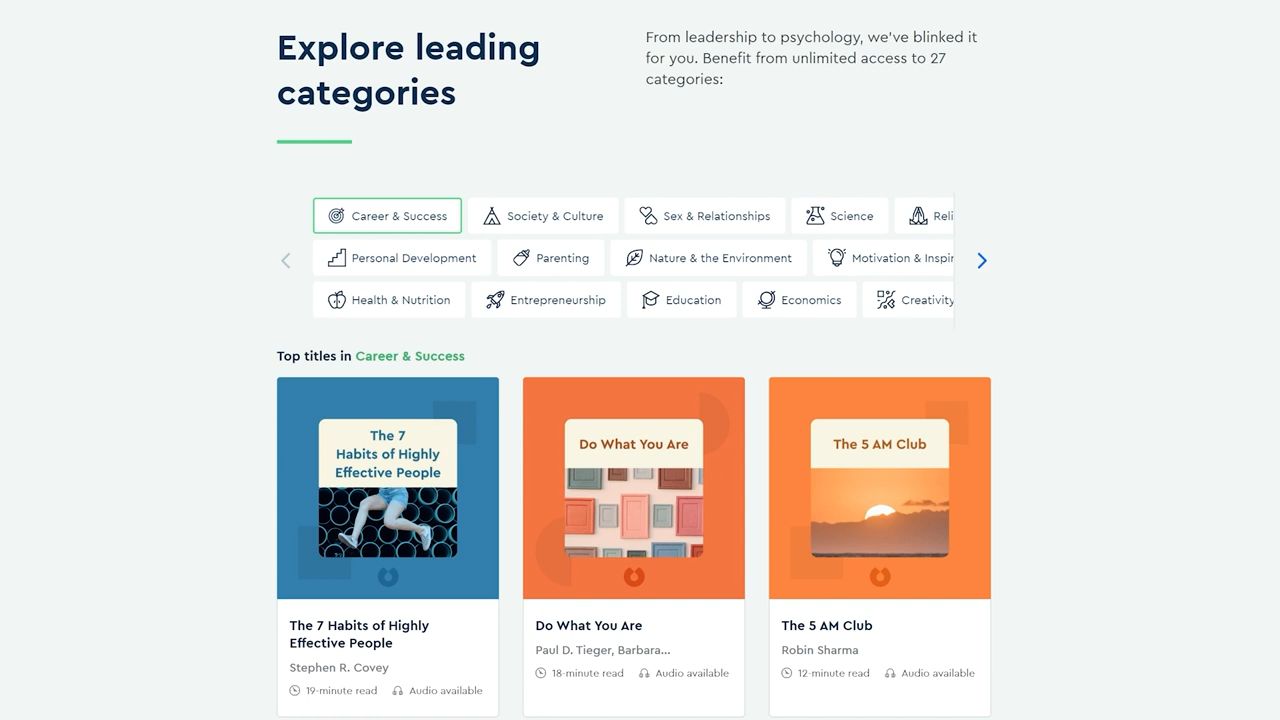 Explore leading
categories
From leadership to psychology, we've blinked it
for you. Benefit from unlimited access to 27
categories:
Career & Success
Society & Culture
Sex & Relationships
Science
Reli
Personal Development
Parenting
Nature & the Environment
Motivation & Inspir
Health & Nutrition
Entrepreneurship
Education
Economics
Creativity
Top titles in Career & Success
The 7
Habits of Highly
Effective People
Do What You Are
The 5 AM Club
The 7 Habits of Highly
Effective People
Stephen R. Covey
19-minute read
Audio available
Do What You Are
Paul D. Tieger, Barbara...
18-minute read
Audio available
The 5 AM Club
Robin Sharma
12-minute read
Audio available